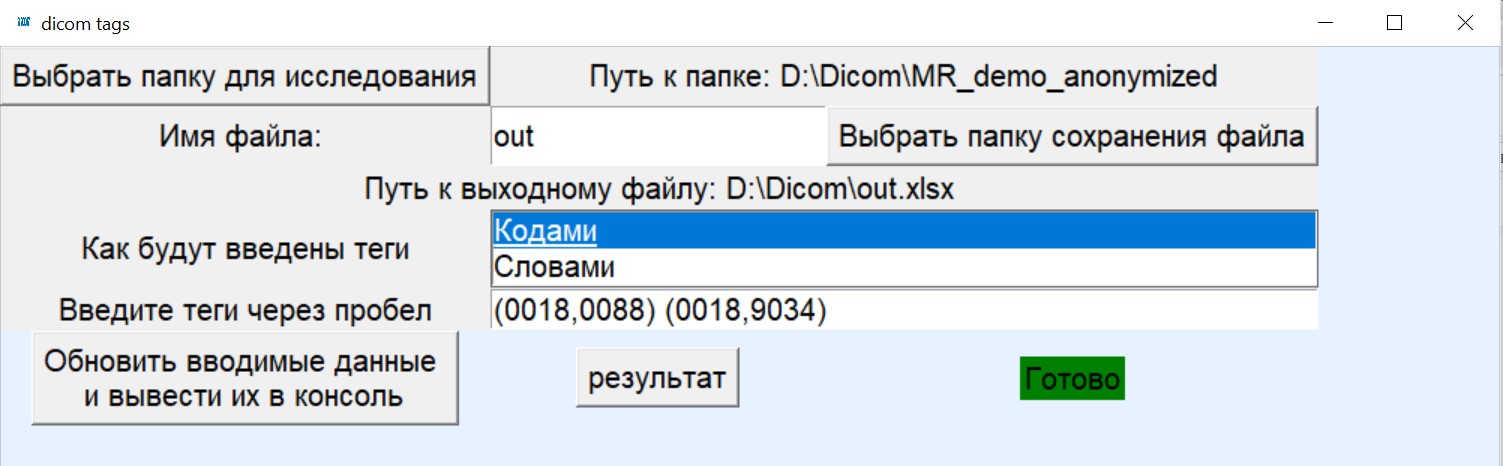 dicom tags
Выбрать папку для исследования Путь к папке: D:\Dicom\MR_demo_anonymized
Имя файла: out Выбрать папку сохранения файла
Путь к выходному файлу: D:\Dicom\out.xlsx
Как будут введены теги
Кодами
Словами
Введите теги через пробел (0018,0088) (0018,9034)
Обновить вводимые данные
и вывести их в консоль
результат
Готово